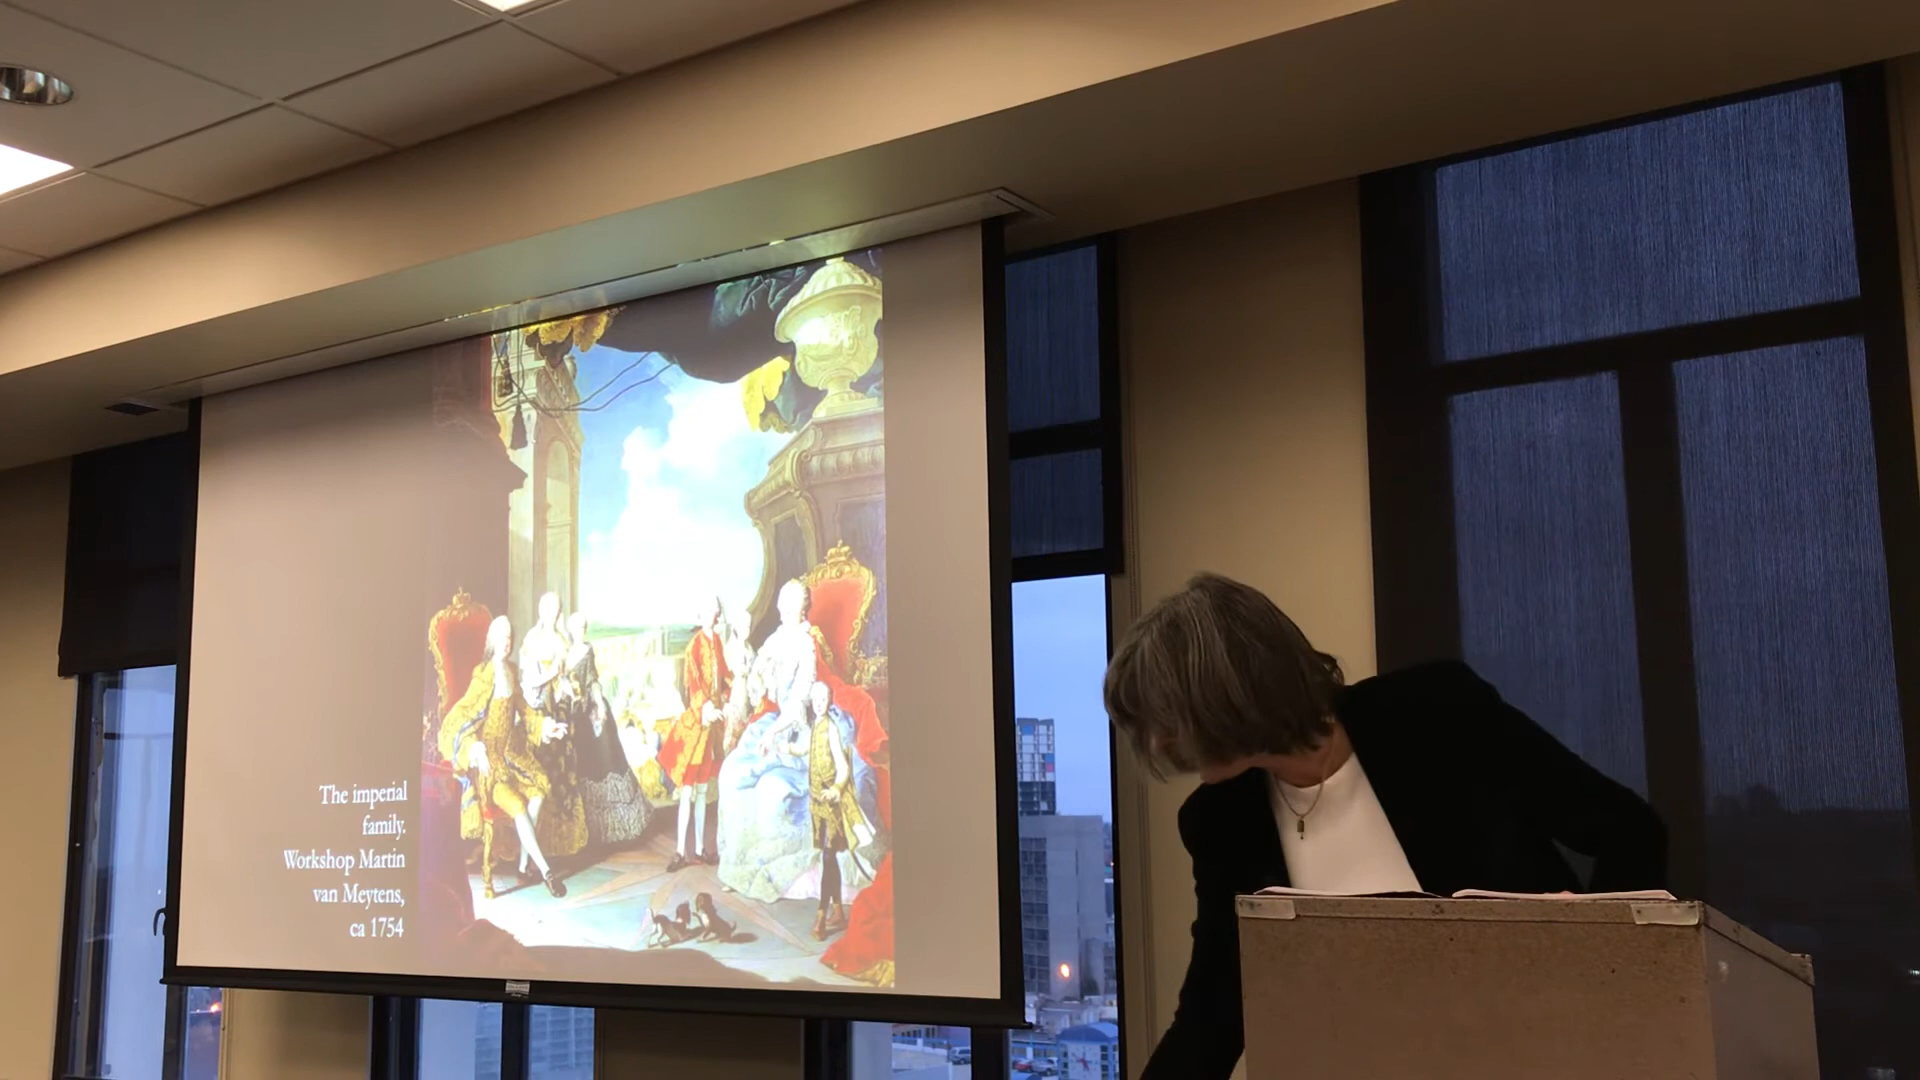 The imperial
family.
Workshop Martin
van Meytens,
ca 1754